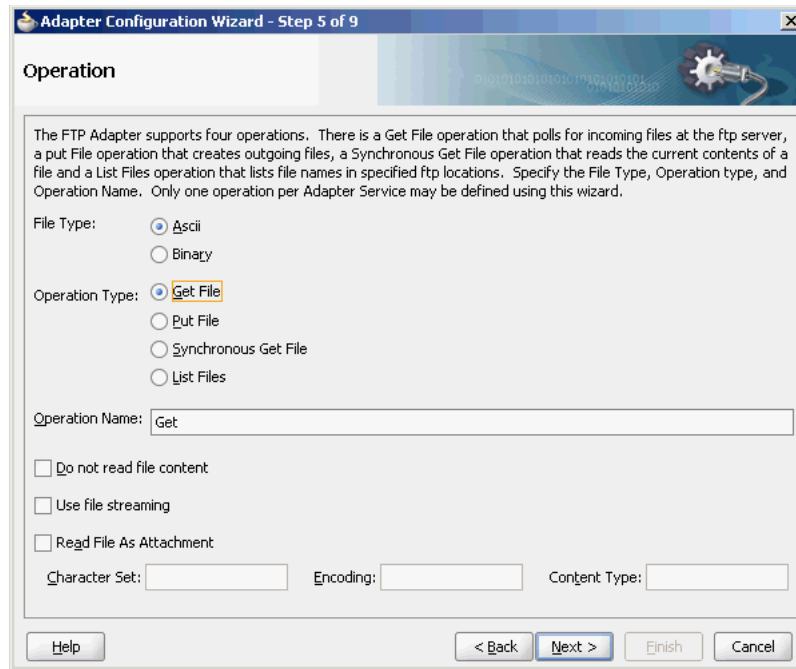 Adapter Configuration Wizard - Step 5 of 9
Operation
The FTP Adapter supports four operations. There is a Get File operation that polls for incoming files at the ftp server,
a put File operation that creates outgoing files, a Synchronous Get File operation that reads the current contents of a
file and a List Files operation that lists file names in specified ftp locations. Specify the File Type, Operation type, and
Operation Name. Only one operation per Adapter Service may be defined using this wizard.
File Type: Ascii
Binary
Operation Type: Get File
Put File
Synchronous Get File
List Files
Operation Name: Get
Do not read file content
Use file streaming
Read File As Attachment
Character Set: Encoding: Content Type:
Help < Back Next > Finish Cancel